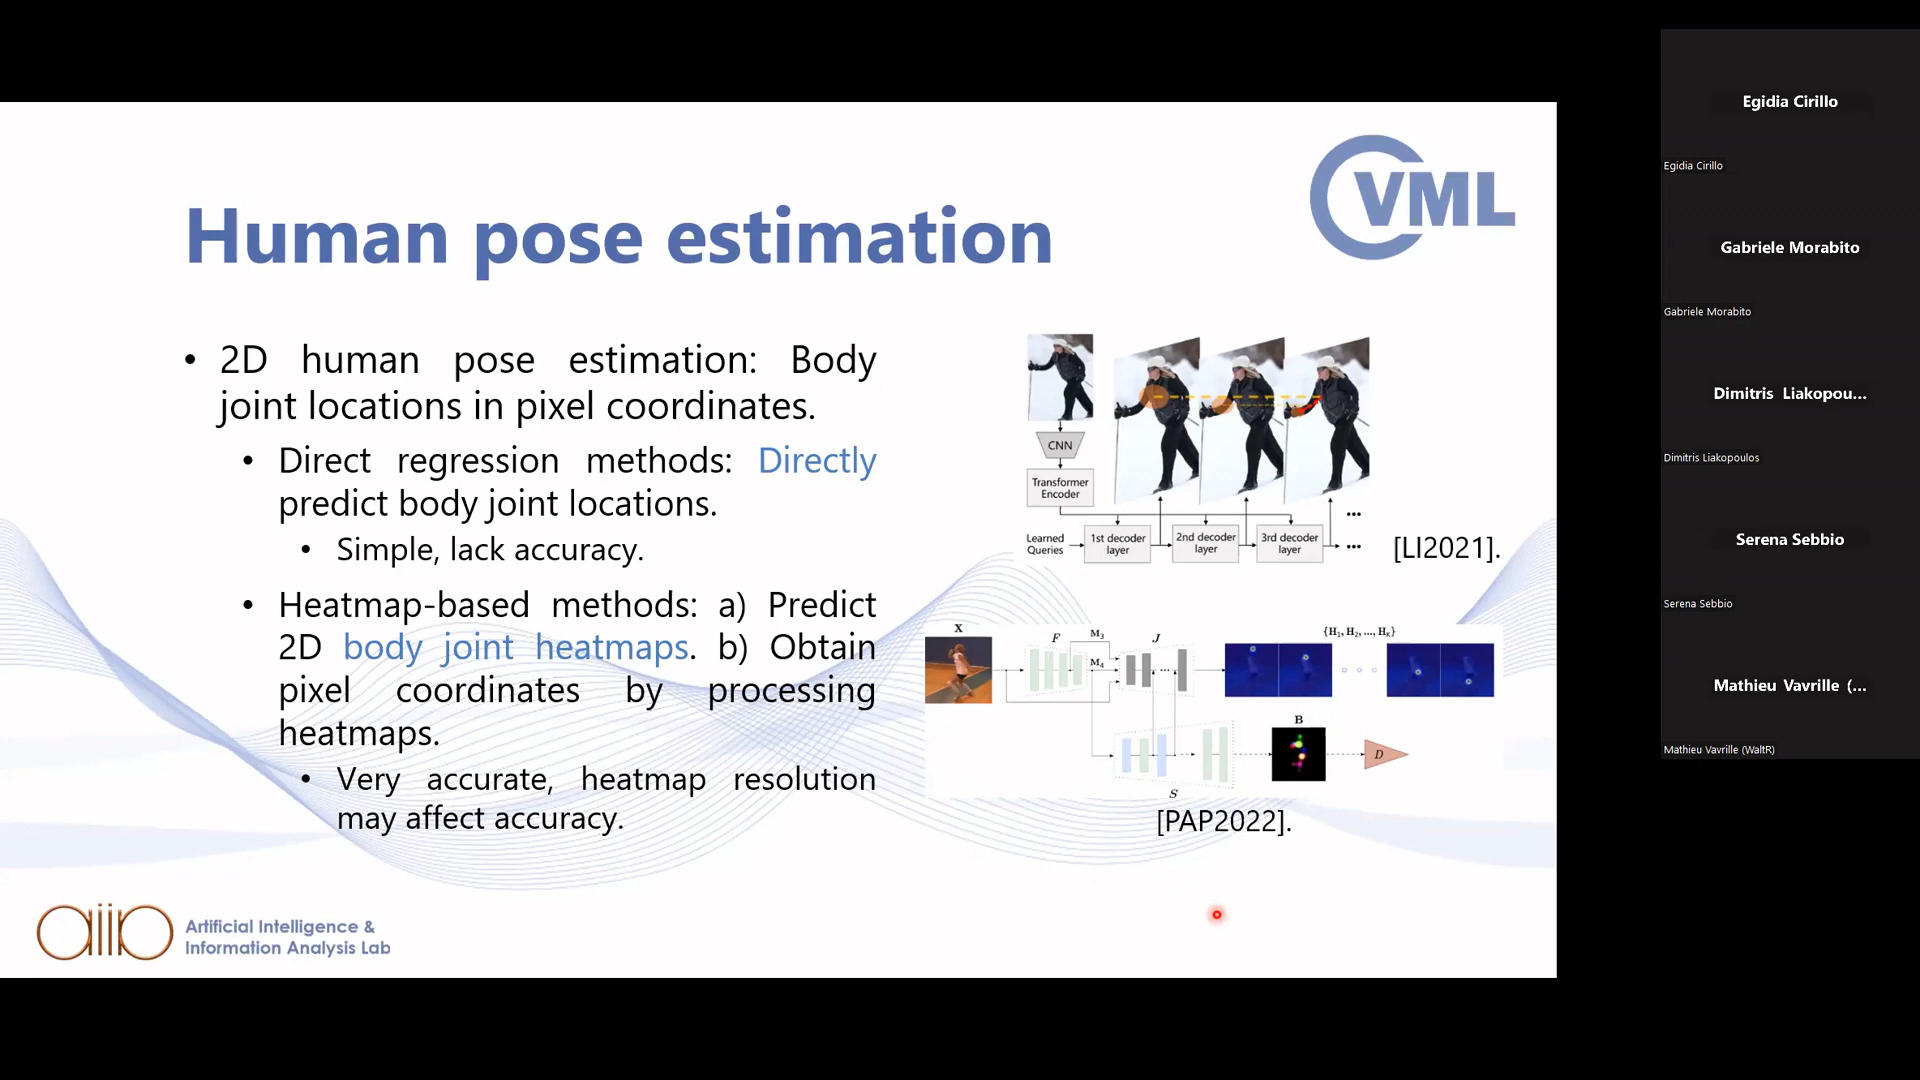 CVML
Human pose estimation
• 2D human pose estimation: Body
joint locations in pixel coordinates.
• Direct regression methods: Directly
predict body joint locations.
• Simple, lack accuracy.
• Heatmap-based methods: a) Predict
2D body joint heatmaps. b) Obtain
pixel coordinates by processing
heatmaps.
• Very accurate, heatmap resolution
may affect accuracy.
CNN
Transformer
Encoder
Learned
Queries
1st decoder
layer
2nd decoder
layer
3rd decoder
layer
...
...
[LI2021].
X
F
M₃
M₄
J
...
{H₁, H₂, ..., H_K}
B
D
S
[PAP2022].
aiia
Artificial Intelligence &
Information Analysis Lab
Egidia Cirillo
Egidia Cirillo
Gabriele Morabito
Gabriele Morabito
Dimitris Liakopou...
Dimitris Liakopoulos
Serena Sebbio
Serena Sebbio
Mathieu Vavrille (...
Mathieu Vavrille (WaltR)